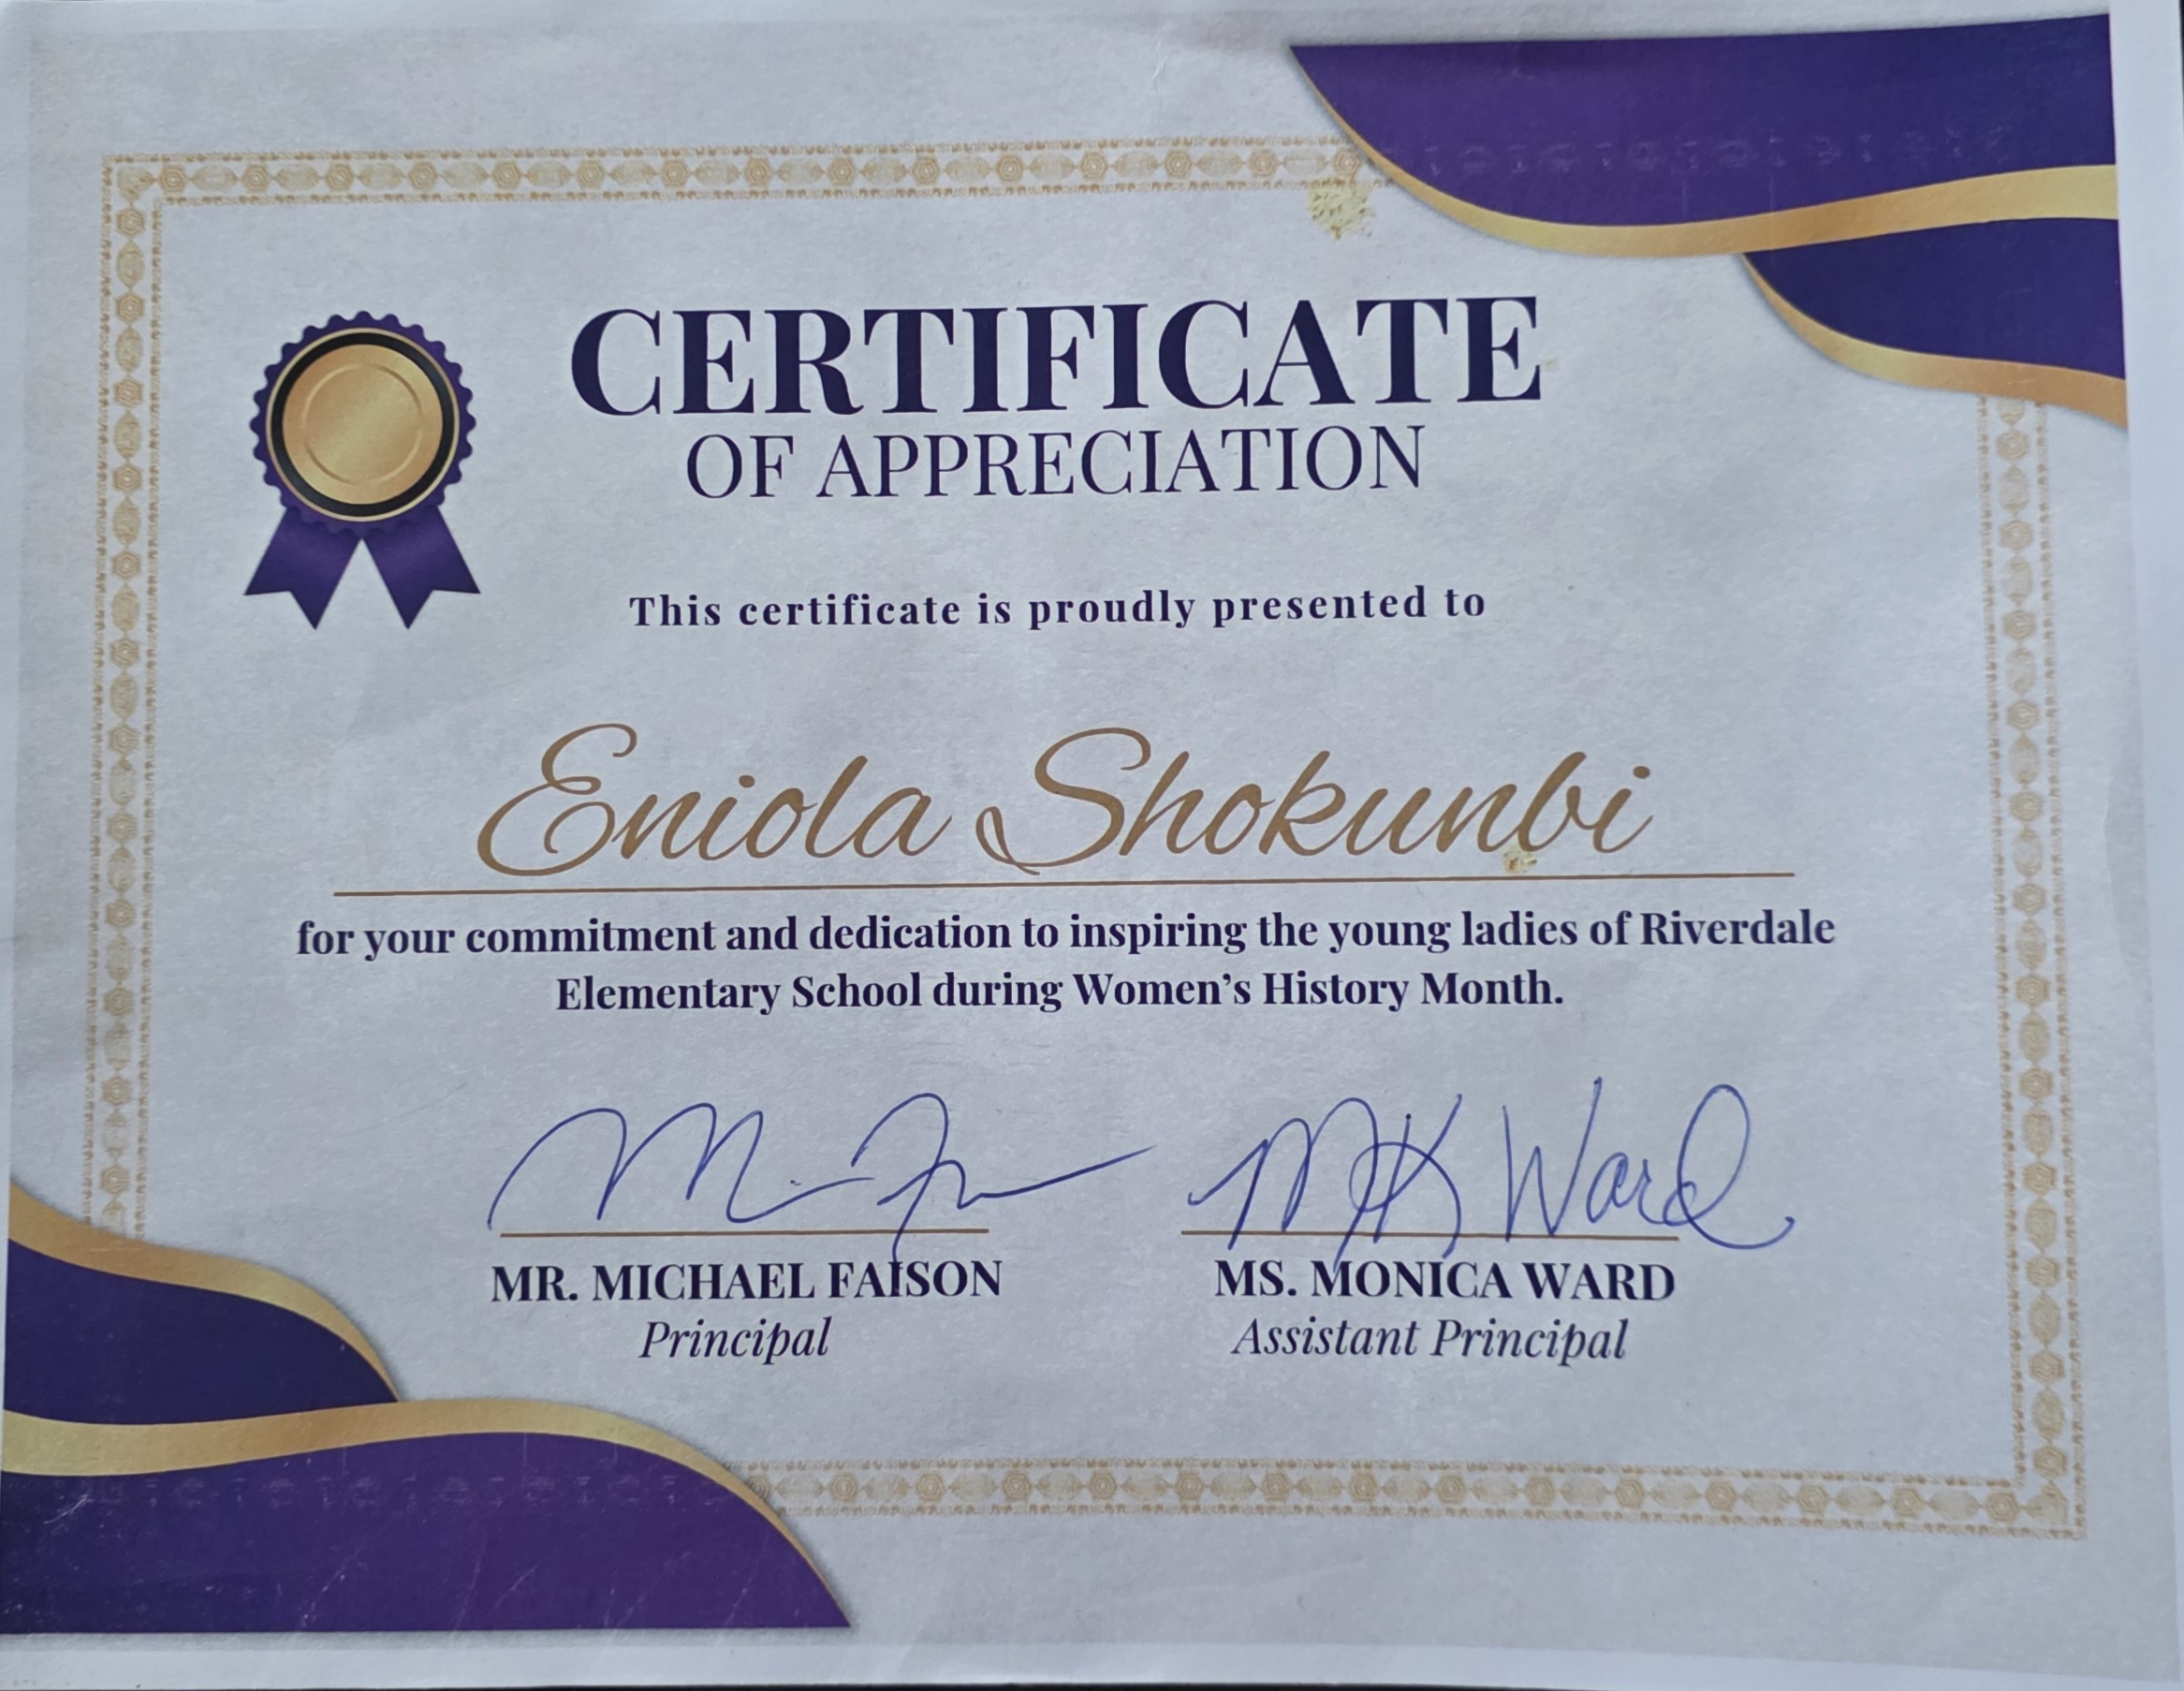 CERTIFICATE
OF APPRECIATION
This certificate is proudly presented to
Eniola Shokunbi
for your commitment and dedication to inspiring the young ladies of Riverdale
Elementary School during Women's History Month.
MK Ward
MR. MICHAEL FAISON
MS. MONICA WARD
Principal
Assistant Principal